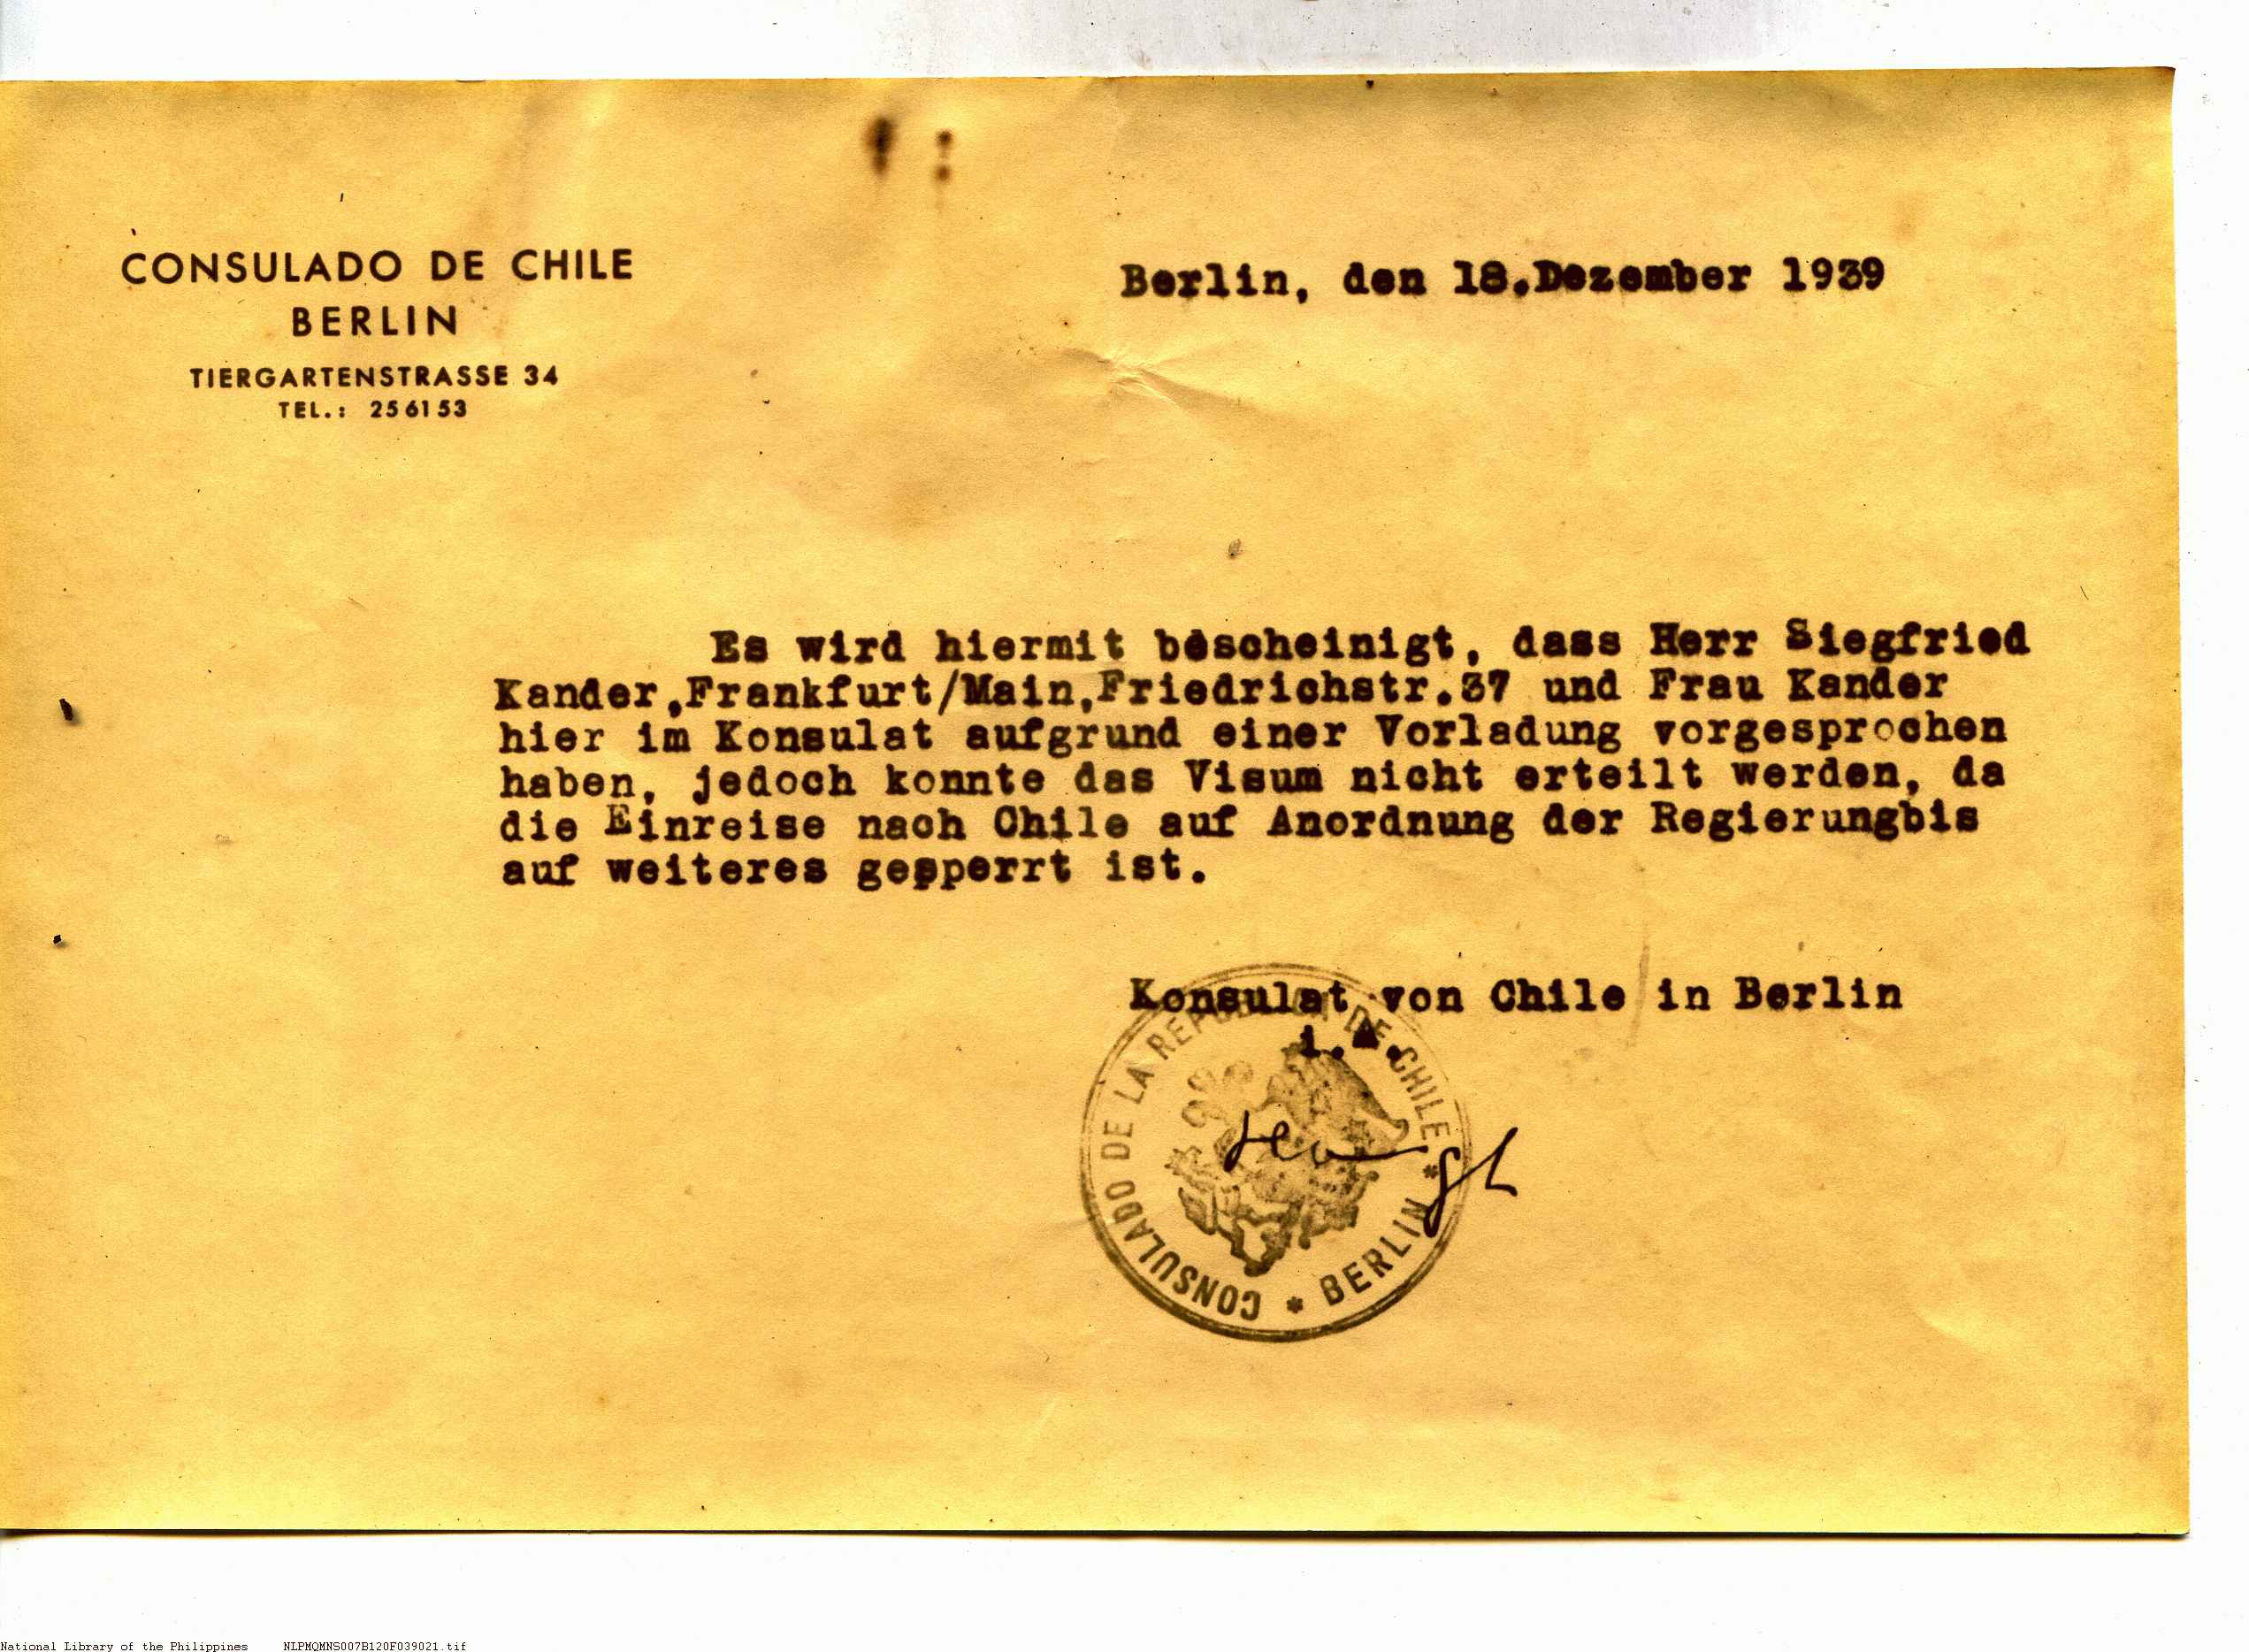 CONSULADO DE CHILE
BERLIN
TIERGARTENSTRASSE 34
TEL.: 256153
Berlin, den 18.Dezember 1939
Es wird hiermit bescheinigt, dass Herr Siegfried
Kander,Frankfurt/Main,Friedrichstr.37 und Frau Kander
hier im Konsulat aufgrund einer Vorladung vorgesprochen
haben, jedoch konnte das Visum nicht erteilt werden, da
die Einreise nach Chile auf Anordnung der Regierungbis
auf weiteres gesperrt ist.
Konsulat von Chile in Berlin
i.A.
CONSULADO DE LA REPUBLICA DE CHILE * BERLIN *
National Library of the Philippines NLPMQMNS007B120F039021.tif